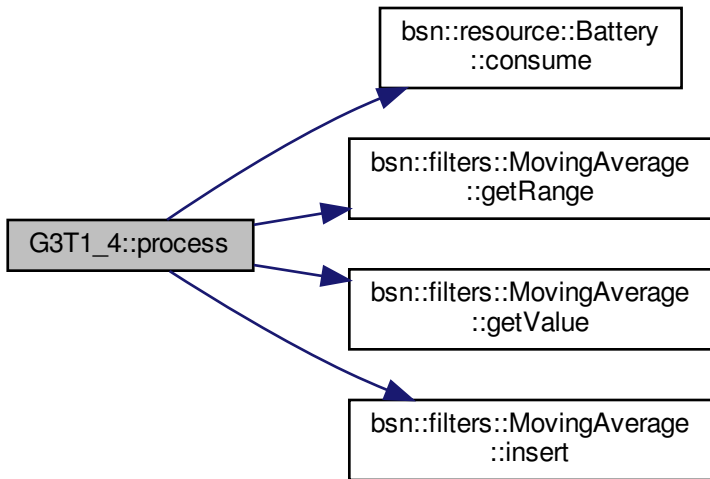 bsn::resource::Battery
::consume
bsn::filters::MovingAverage
::getRange
G3T1_4::process
bsn::filters::MovingAverage
::getValue
bsn::filters::MovingAverage
::insert